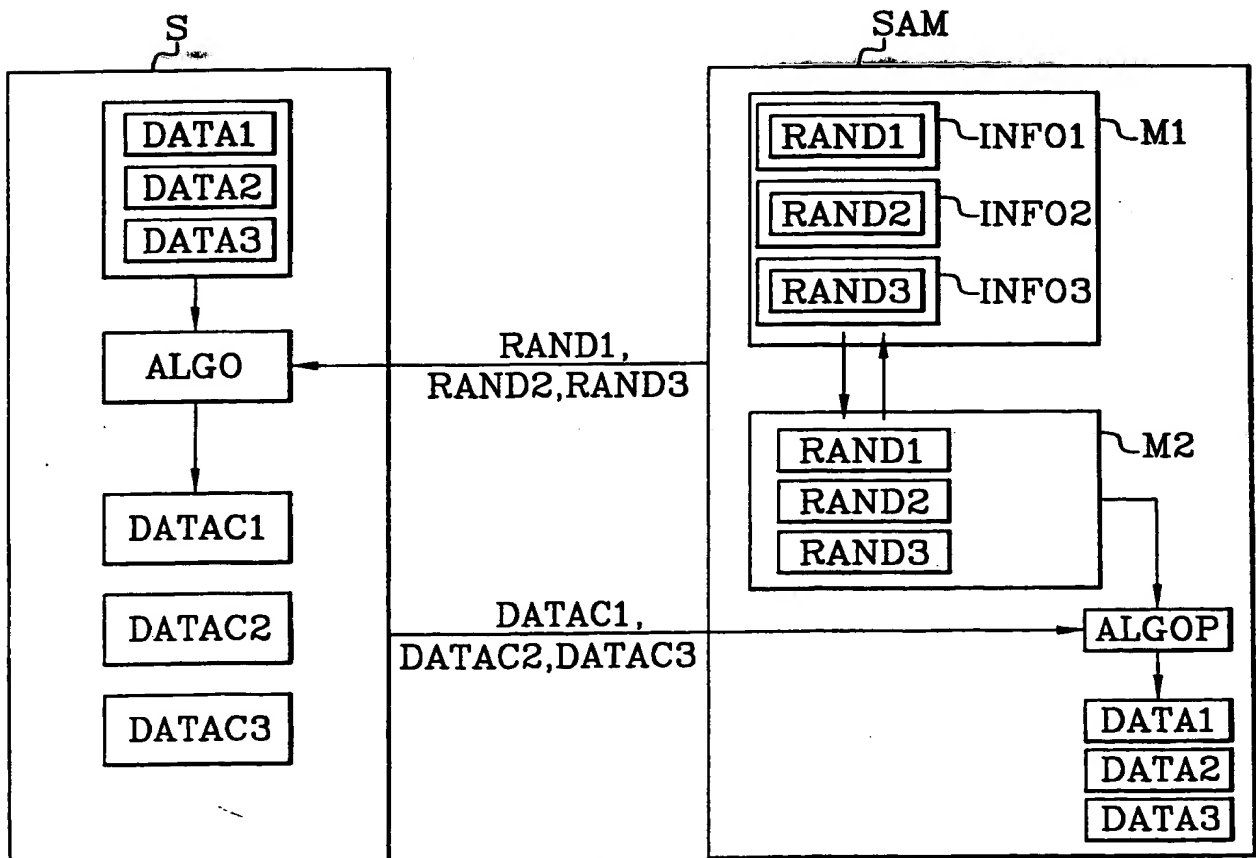 S
SAM
DATA1
DATA2
DATA3
ALGO
DATAC1
DATAC2
DATAC3
RAND1,
RAND2,RAND3
DATAC1,
DATAC2,DATAC3
RAND1
INFO1
M1
RAND2
INFO2
RAND3
INFO3
RAND1
M2
RAND2
RAND3
ALGOP
DATA1
DATA2
DATA3